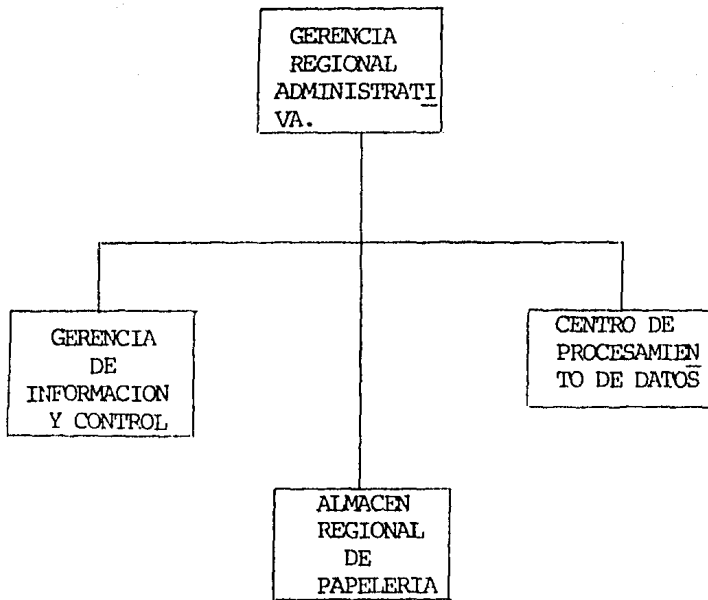 GERENCIA
REGIONAL
ADMINISTRATI
VA.
GERENCIA
DE
INFORMACION
Y CONTROL
CENTRO DE
PROCESAMIEN
TO DE DATOS
ALMACEN
REGIONAL
DE
PAPELERIA